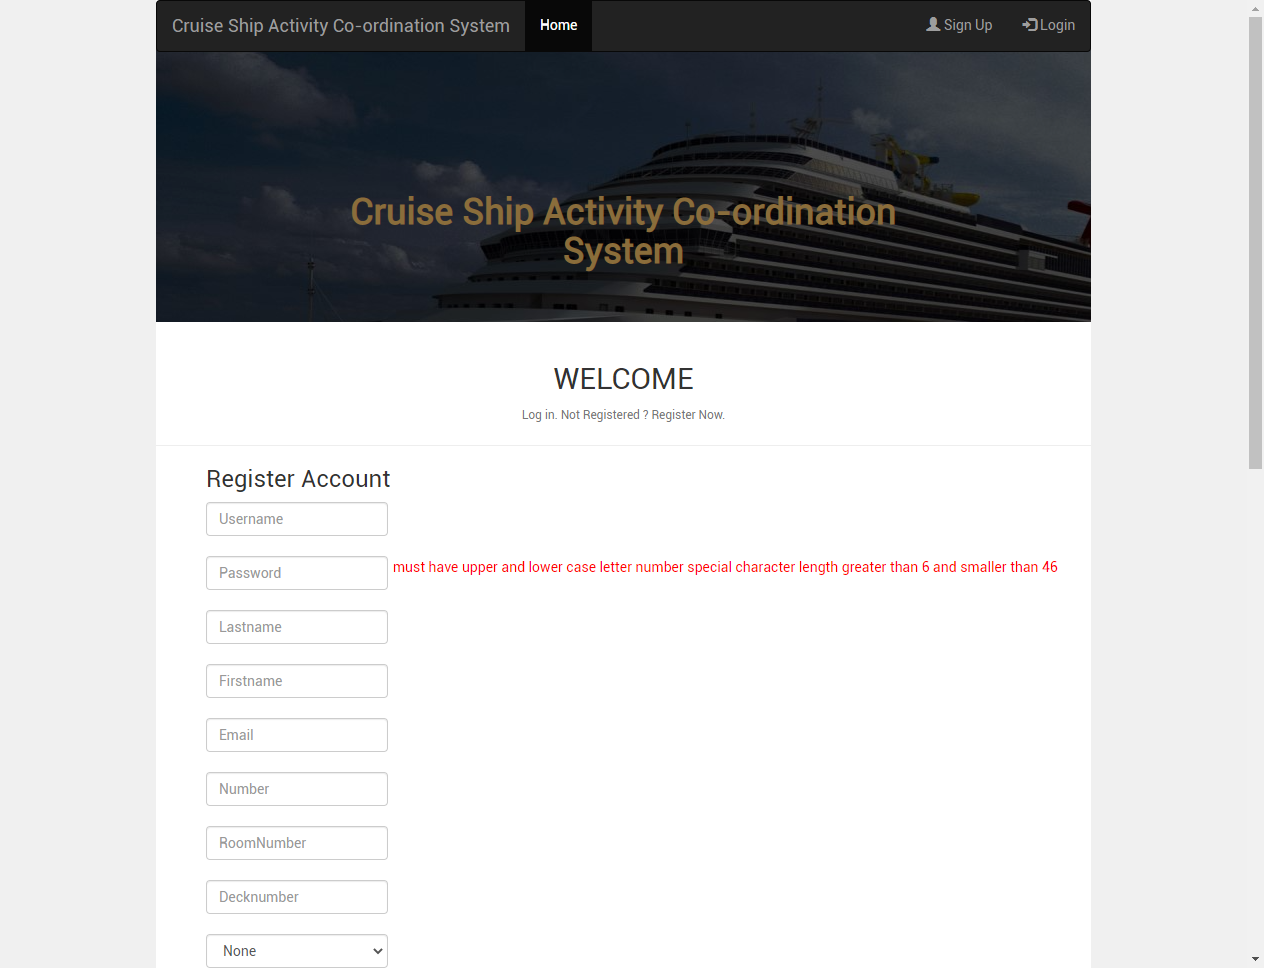 Cruise Ship Activity Co-ordination System Home Sign Up Login
Cruise Ship Activity Co-ordination
System
WELCOME
Log in. Not Registered ? Register Now.
Register Account
Username
Password must have upper and lower case letter number special character length greater than 6 and smaller than 46
Lastname
Firstname
Email
Number
RoomNumber
Decknumber
None